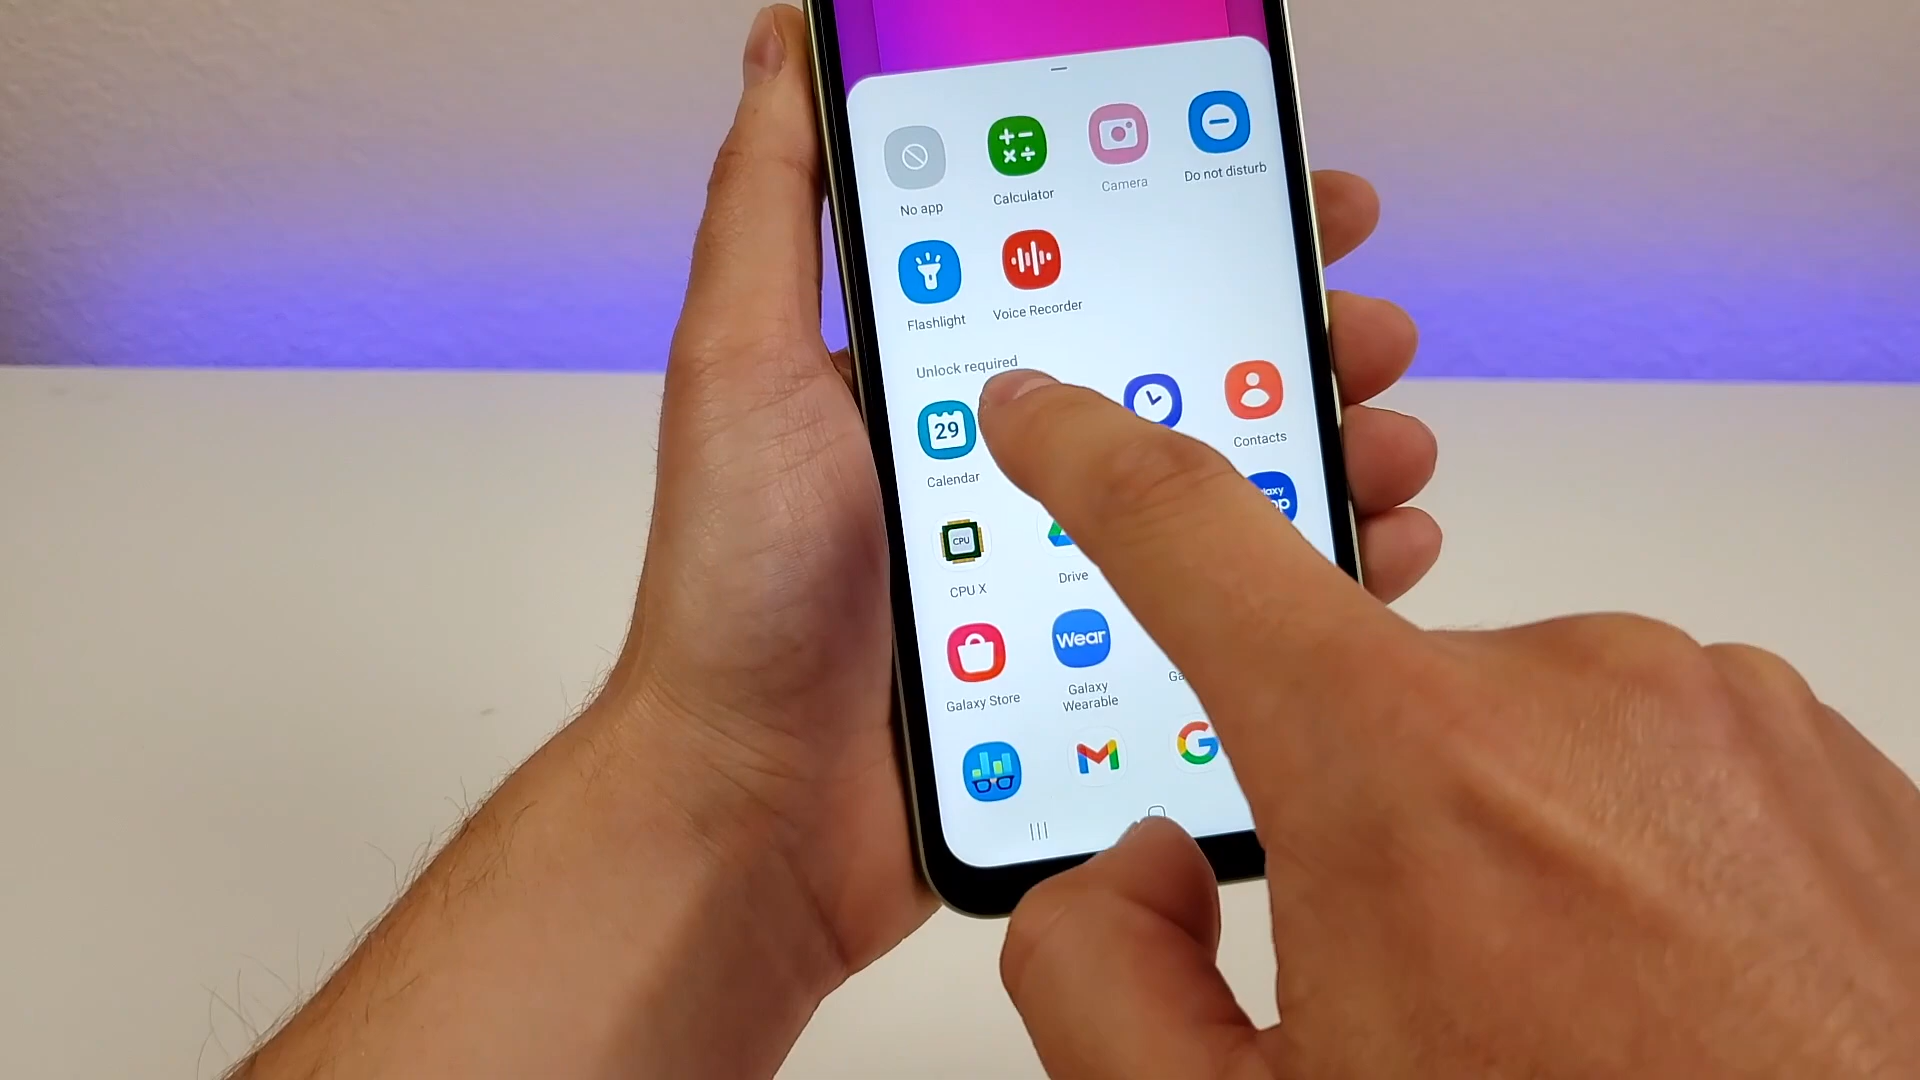 No app
Calculator
Camera
Do not disturb
Flashlight
Voice Recorder
Unlock required
29
Calendar
Contacts
CPU
CPU X
Drive
Wear
Galaxy Store
Galaxy
Wearable